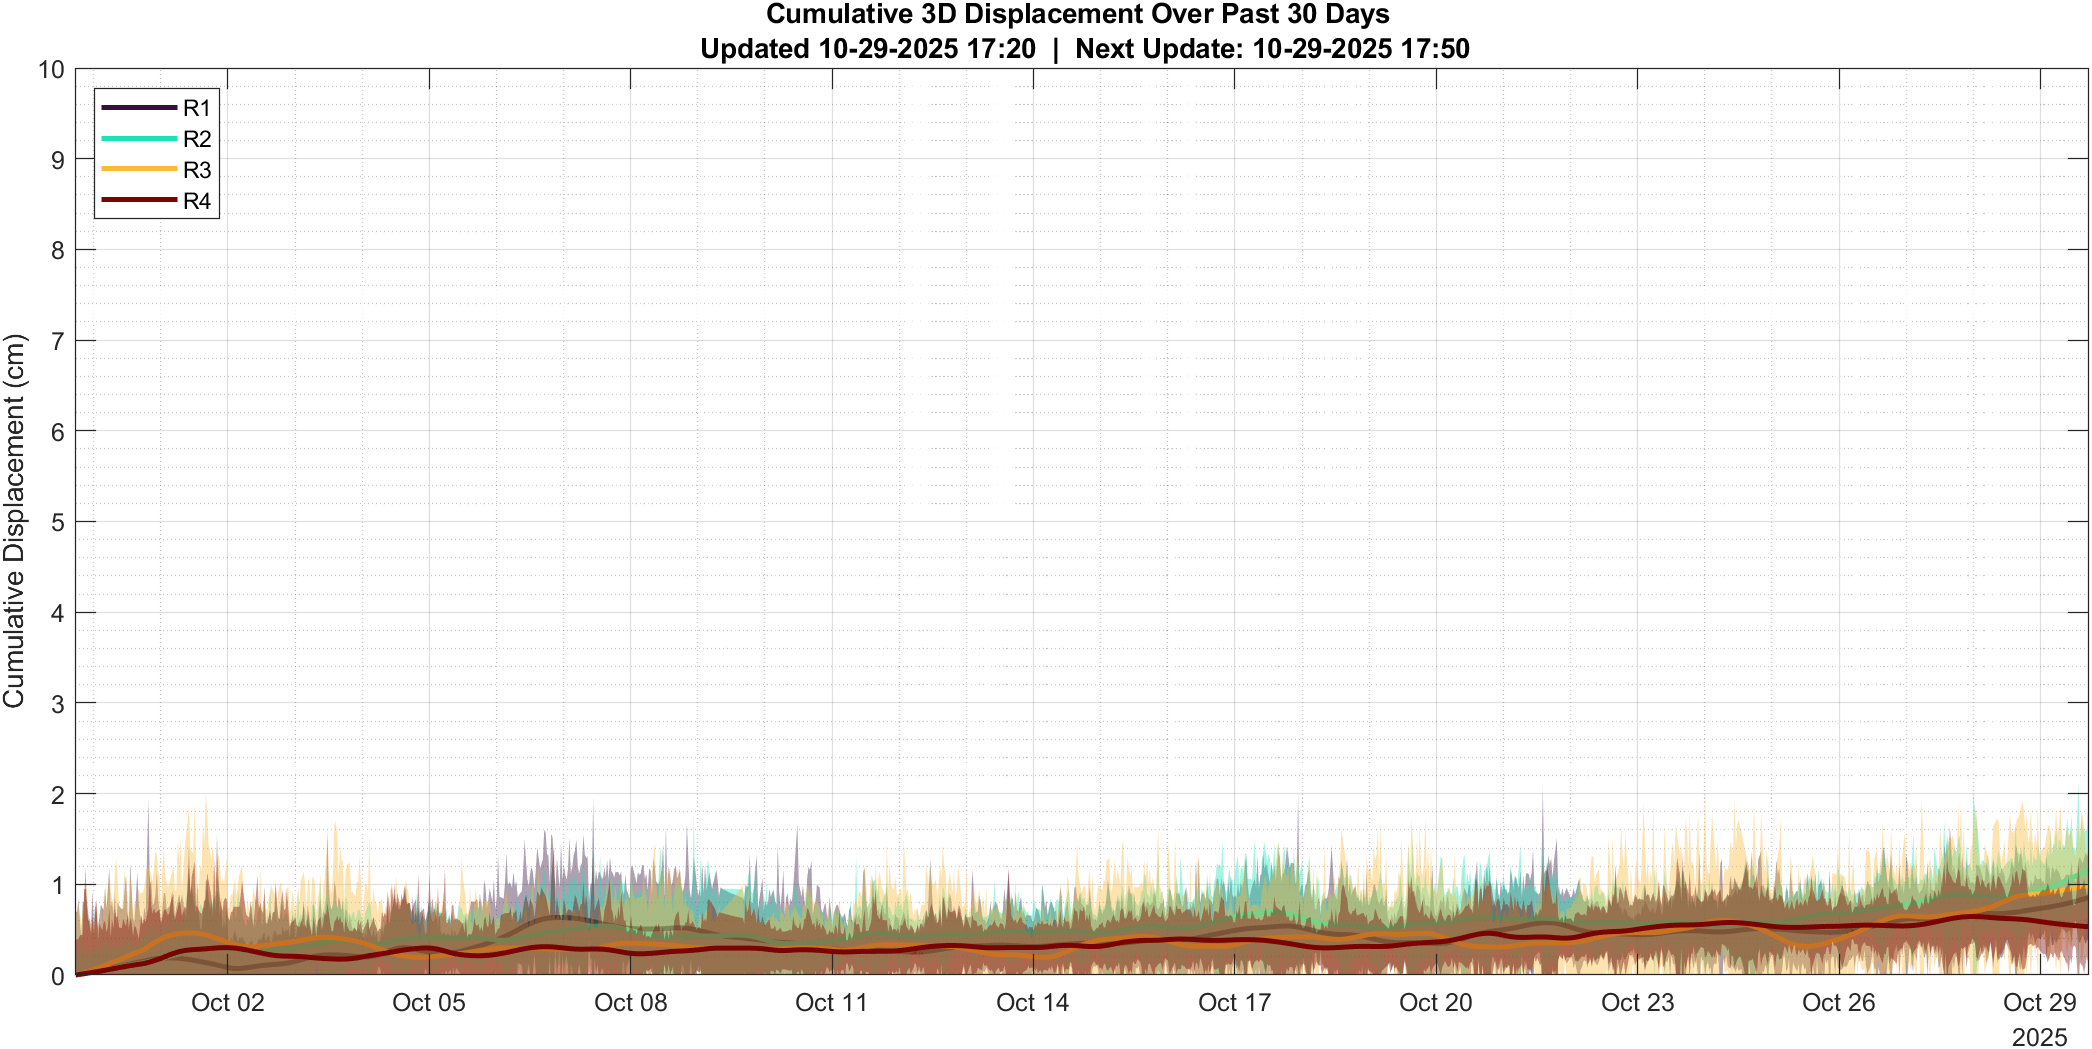 Cumulative 3D Displacement Over Past 30 Days
Updated 10-29-2025 17:20 | Next Update: 10-29-2025 17:50
Cumulative Displacement (cm)
10
9
8
7
6
5
4
3
2
1
0
R1
R2
R3
R4
Oct 02
Oct 05
Oct 08
Oct 11
Oct 14
Oct 17
Oct 20
Oct 23
Oct 26
Oct 29
2025